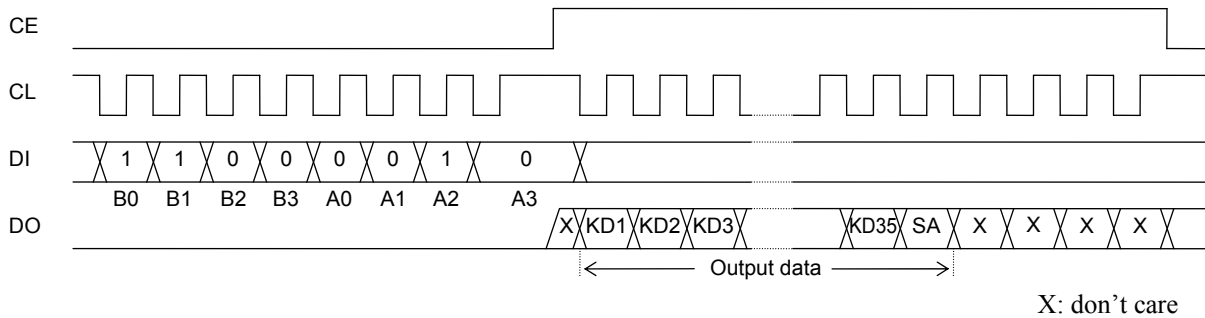 CE
CL
DI 1 1 0 0 0 0 1 0
B0 B1 B2 B3 A0 A1 A2 A3
DO X KD1 KD2 KD3 KD35 SA X X X X
Output data
X: don’t care